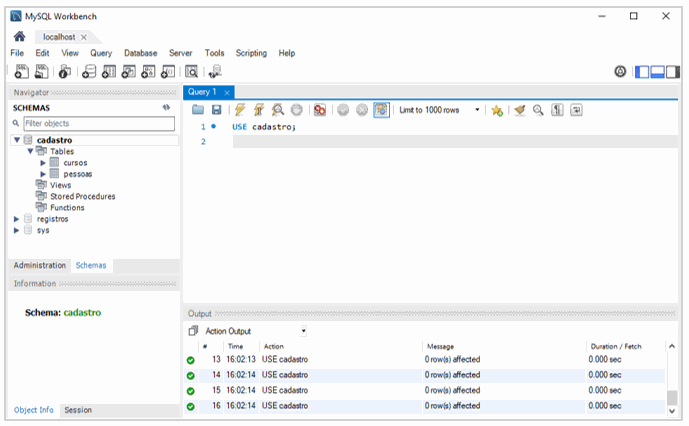 MySQL Workbench
localhost
File Edit View Query Database Server Tools Scripting Help
Navigator
SCHEMAS
Filter objects
cadastro
Tables
cursos
pessoas
Views
Stored Procedures
Functions
registros
sys
Administration Schemas
Information
Schema: cadastro
Object Info Session
Query 1
Limit to 1000 rows
1 USE cadastro;
2
Output
Action Output
# Time Action Message Duration / Fetch
13 16:02:13 USE cadastro 0 row(s) affected 0.000 sec
14 16:02:14 USE cadastro 0 row(s) affected 0.000 sec
15 16:02:14 USE cadastro 0 row(s) affected 0.000 sec
16 16:02:14 USE cadastro 0 row(s) affected 0.000 sec